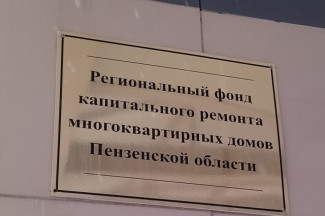 Региональный фонд
капитального ремонта
многоквартирных домов
Пензенской области